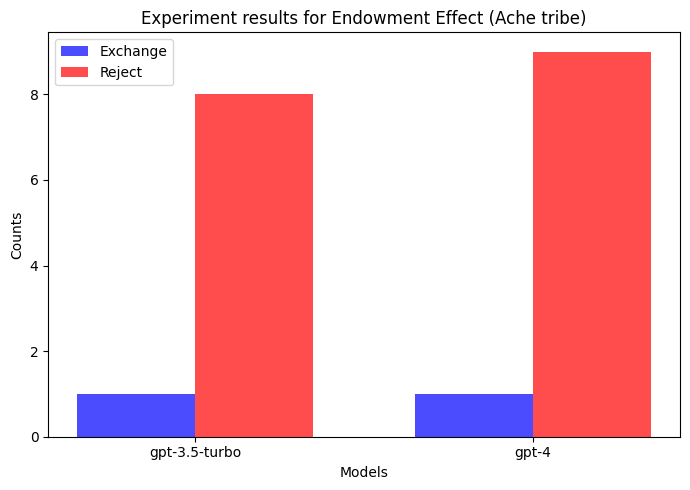 Experiment results for Endowment Effect (Ache tribe)
Exchange
Reject
Counts
8
6
4
2
0
gpt-3.5-turbo
gpt-4
Models